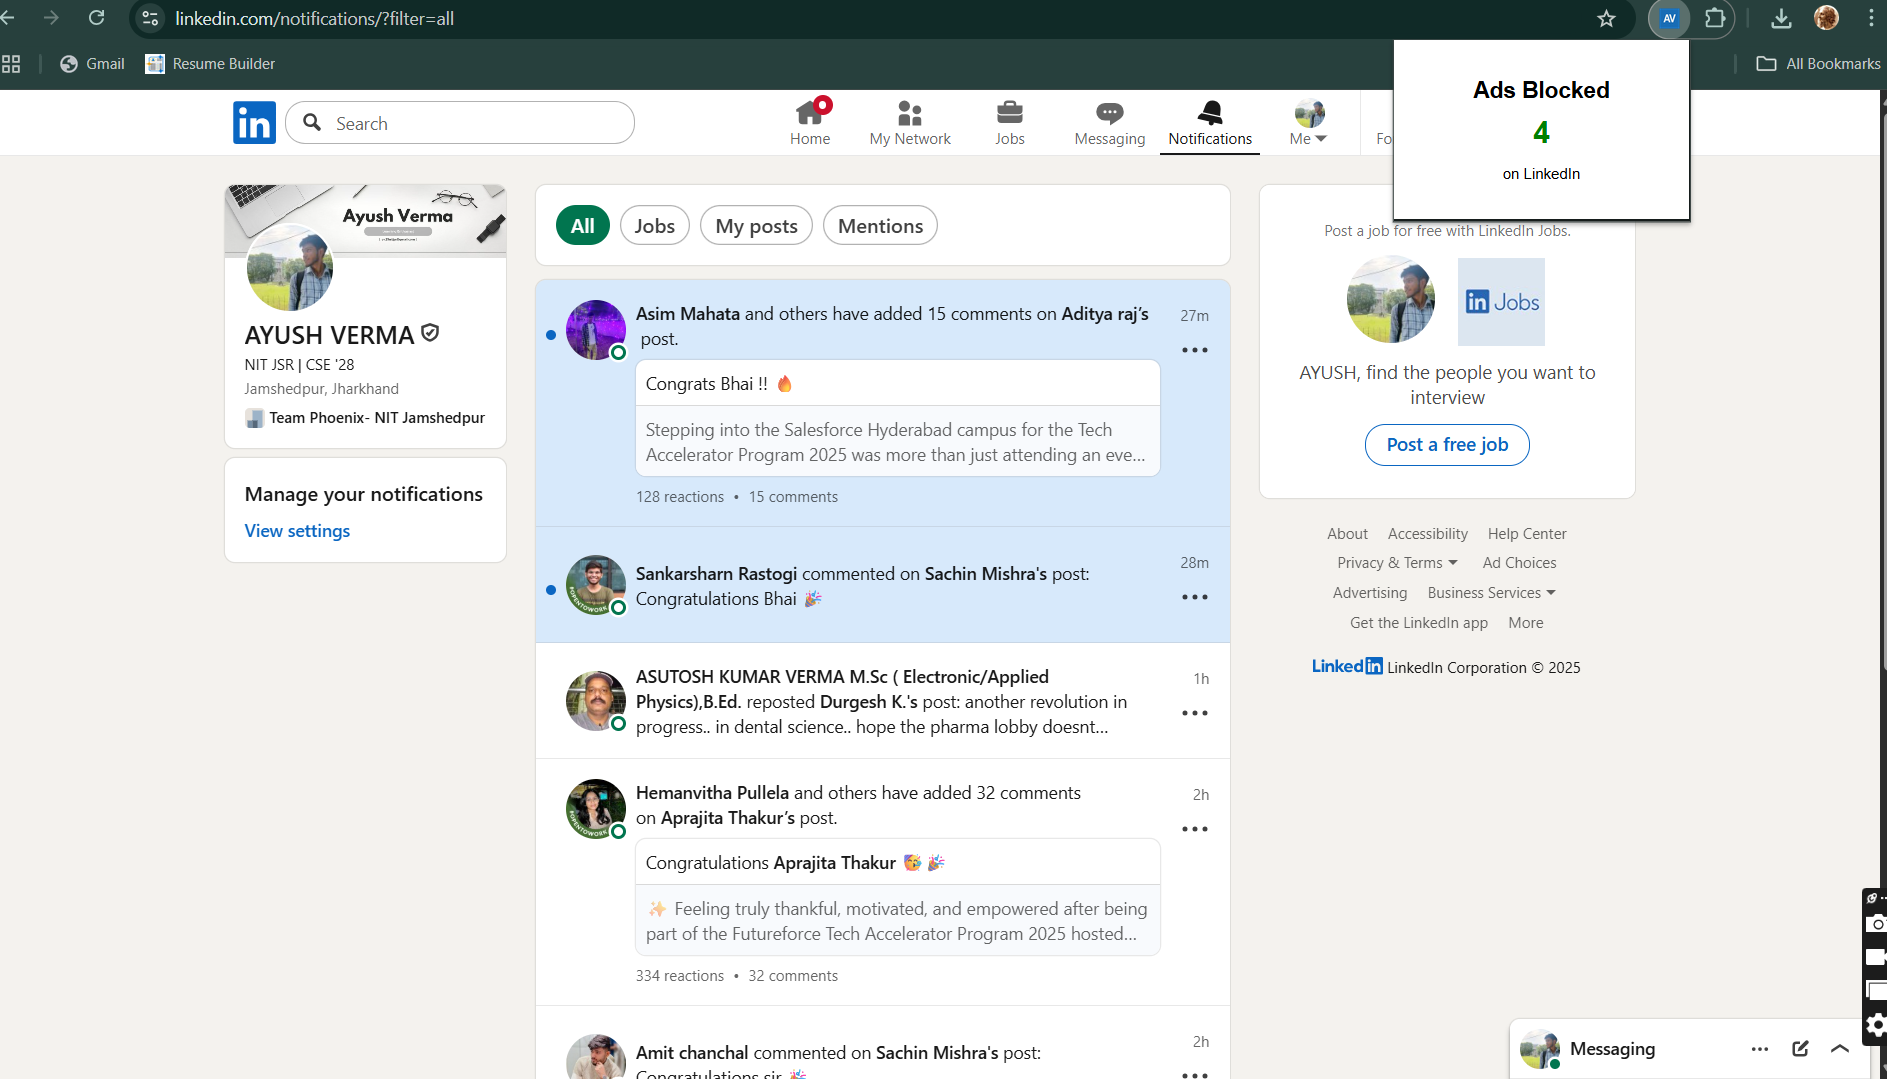 linkedin.com/notifications/?filter=all
AV
Gmail
Resume Builder
All Bookmarks
Ads Blocked
4
on LinkedIn
in
Search
Home
My Network
Jobs
Messaging
Notifications
Me
Fo
Ayush Verma
AYUSH VERMA
NIT JSR | CSE '28
Jamshedpur, Jharkhand
Team Phoenix- NIT Jamshedpur
Manage your notifications
View settings
All
Jobs
My posts
Mentions
Asim Mahata and others have added 15 comments on Aditya raj’s
post.
27m
Congrats Bhai !! 🔥
Stepping into the Salesforce Hyderabad campus for the Tech
Accelerator Program 2025 was more than just attending an eve...
128 reactions • 15 comments
#OPENTOWORK
Sankarsharn Rastogi commented on Sachin Mishra's post:
Congratulations Bhai 🎉
28m
ASUTOSH KUMAR VERMA M.Sc ( Electronic/Applied
Physics),B.Ed. reposted Durgesh K.'s post: another revolution in
progress.. in dental science.. hope the pharma lobby doesnt...
1h
#OPENTOWORK
Hemanvitha Pullela and others have added 32 comments
on Aprajita Thakur’s post.
2h
Congratulations Aprajita Thakur 🥳 🎉
✨ Feeling truly thankful, motivated, and empowered after being
part of the Futureforce Tech Accelerator Program 2025 hosted...
334 reactions • 32 comments
Amit chanchal commented on Sachin Mishra's post:
Congratulations sir 🎉
2h
Post a job for free with LinkedIn Jobs.
in Jobs
AYUSH, find the people you want to
interview
Post a free job
About Accessibility Help Center
Privacy & Terms Ad Choices
Advertising Business Services
Get the LinkedIn app More
LinkedIn LinkedIn Corporation © 2025
Messaging